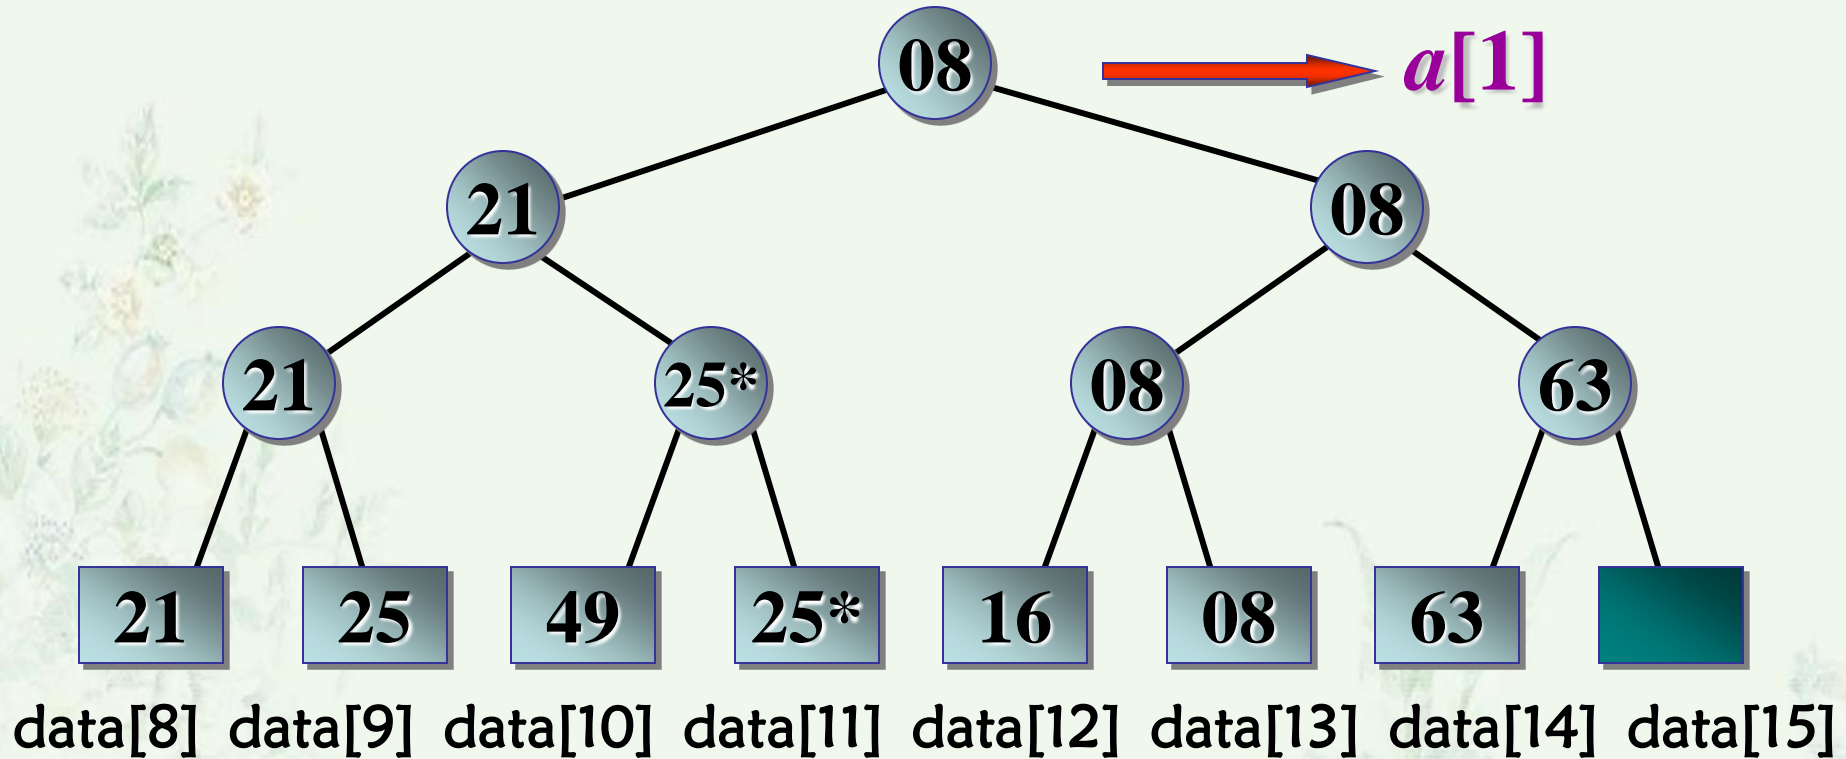 08 a[1]
21 08
21 25* 08 63
21 25 49 25* 16 08 63
data[8] data[9] data[10] data[11] data[12] data[13] data[14] data[15]